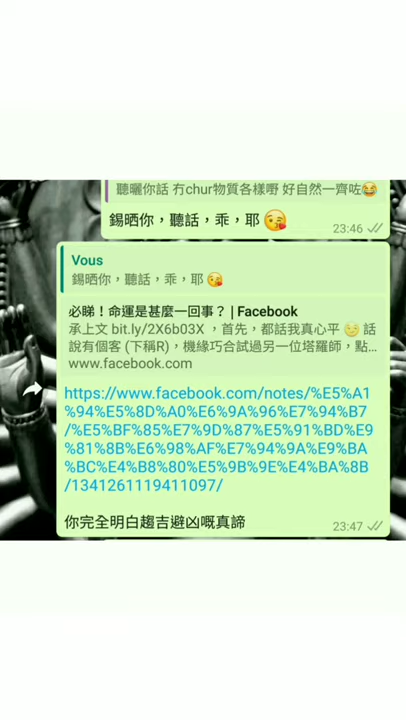 聽曬你話 冇chur物質各樣嘢 好自然一齊咗😂
錫晒你，聽話，乖，耶 😘
23:46
Vous
錫晒你，聽話，乖，耶 😘
必睇！命運是甚麼一回事？ | Facebook
承上文 bit.ly/2X6b03X ，首先，都話我真心平 😏 話
說有個客 (下稱R)，機緣巧合試過另一位塔羅師，點…
www.facebook.com
https://www.facebook.com/notes/%E5%A1
%94%E5%8D%A0%E6%9A%96%E7%94%B7
/%E5%BF%85%E7%9D%87%E5%91%BD%E9
%81%8B%E6%98%AF%E7%94%9A%E9%BA
%BC%E4%B8%80%E5%9B%9E%E4%BA%8B
/1341261119411097/
你完全明白趨吉避凶嘅真諦
23:47